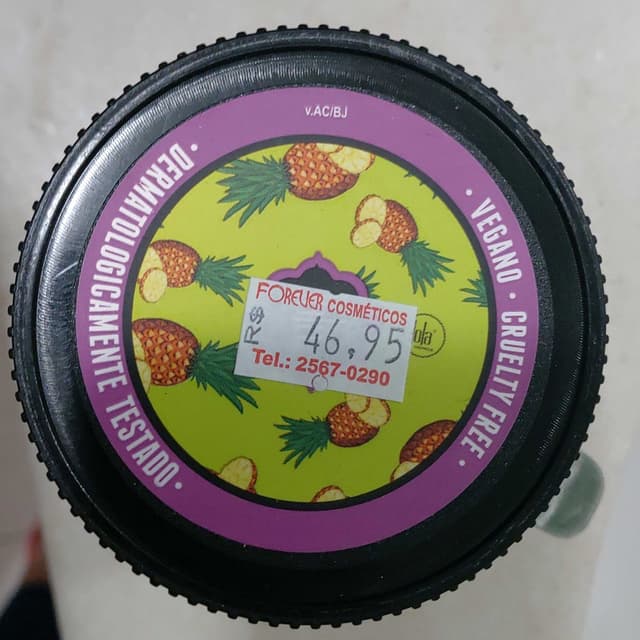 v.AC/BJ
• DERMATOLOGICAMENTE TESTADO •
• VEGANO • CRUELTY FREE •
FOREVER COSMÉTICOS
R$ 46,95
Tel.: 2567-0290